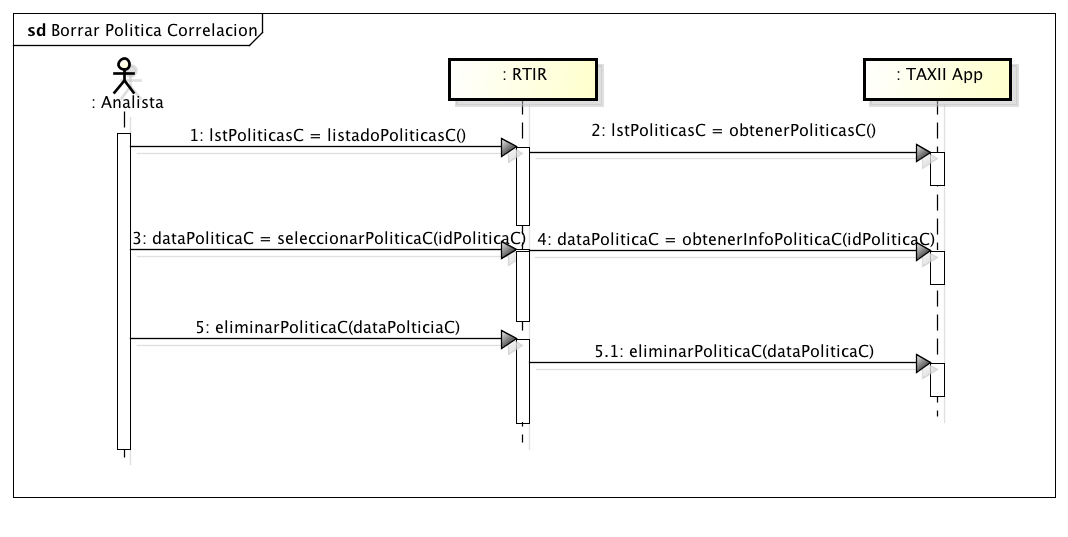 sd Borrar Politica Correlacion
: Analista
: RTIR
: TAXII App
1: lstPoliticasC = listadoPoliticasC()
2: lstPoliticasC = obtenerPoliticasC()
3: dataPoliticaC = seleccionarPoliticaC(idPoliticaC)
4: dataPoliticaC = obtenerInfoPoliticaC(idPoliticaC)
5: eliminarPoliticaC(dataPolticiaC)
5.1: eliminarPoliticaC(dataPoliticaC)